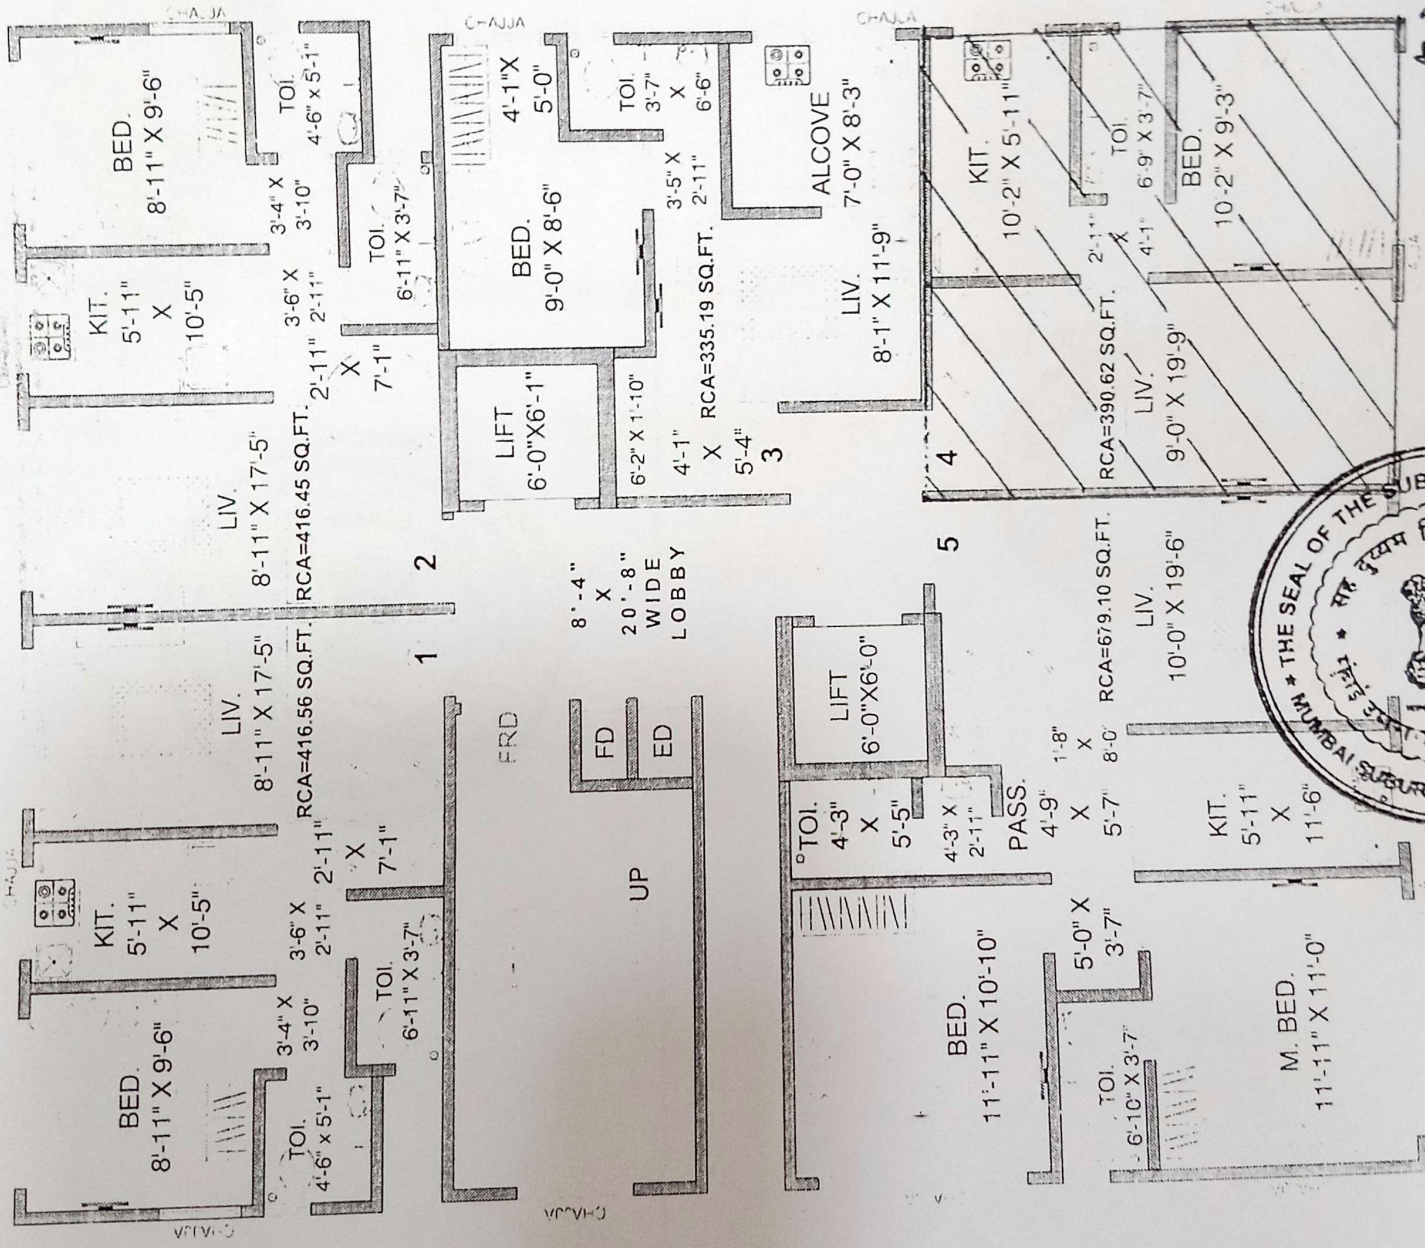 CHAJJA
BED.
8'-11" X 9'-6"
TOI.
4'-6" x 5'-1"
3'-4" X
3'-10"
KIT.
5'-11"
X
10'-5"
3'-6" X
2'-11"
TOI.
6'-11" X 3'-7"
2'-11"
X
7'-1"
LIV.
8'-11" X 17'-5"
RCA=416.45 SQ.FT.
2
CHAJJA
4'-1" X
5'-0"
TOI.
3'-7"
X
6'-6"
BED.
9'-0" X 8'-6"
3'-5" X
2'-11"
CHAJJA
ALCOVE
7'-0" X 8'-3"
LIV.
8'-1" X 11'-9"
RCA=335.19 SQ.FT.
LIFT
6'-0"X6'-1"
6'-2" X 1'-10"
4'-1"
X
5'-4"
3
KIT.
10'-2" X 5'-11"
TOI.
6'-9" X 3'-7"
BED.
10'-2" X 9'-3"
2'-1"
X
4'-1"
RCA=390.62 SQ.FT.
LIV.
9'-0" X 19'-9"
4
LIV.
8'-11" X 17'-5"
RCA=416.56 SQ.FT.
1
8'-4"
X
20'-8"
WIDE
LOBBY
5
RCA=679.10 SQ.FT.
LIV.
10'-0" X 19'-6"
LIFT
6'-0"X6'-0"
FRD
FD
ED
UP
KIT.
5'-11"
X
10'-5"
2'-11"
X
7'-1"
3'-6" X
2'-11"
3'-4" X
3'-10"
TOI.
6'-11" X 3'-7"
BED.
8'-11" X 9'-6"
TOI.
4'-6" x 5'-1"
CHAJJA
CHAJJA
TOI.
4'-3"
X
5'-5"
4'-3" X
2'-11"
PASS.
4'-9"
X
5'-7"
1'-8"
X
8'-0"
KIT.
5'-11"
X
11'-6"
BED.
11'-11" X 10'-10"
5'-0" X
3'-7"
TOI.
6'-10" X 3'-7"
M. BED.
11'-11" X 11'-0"
THE SEAL OF THE SUB
MUMBAI SUBUR
सह दुय्यम